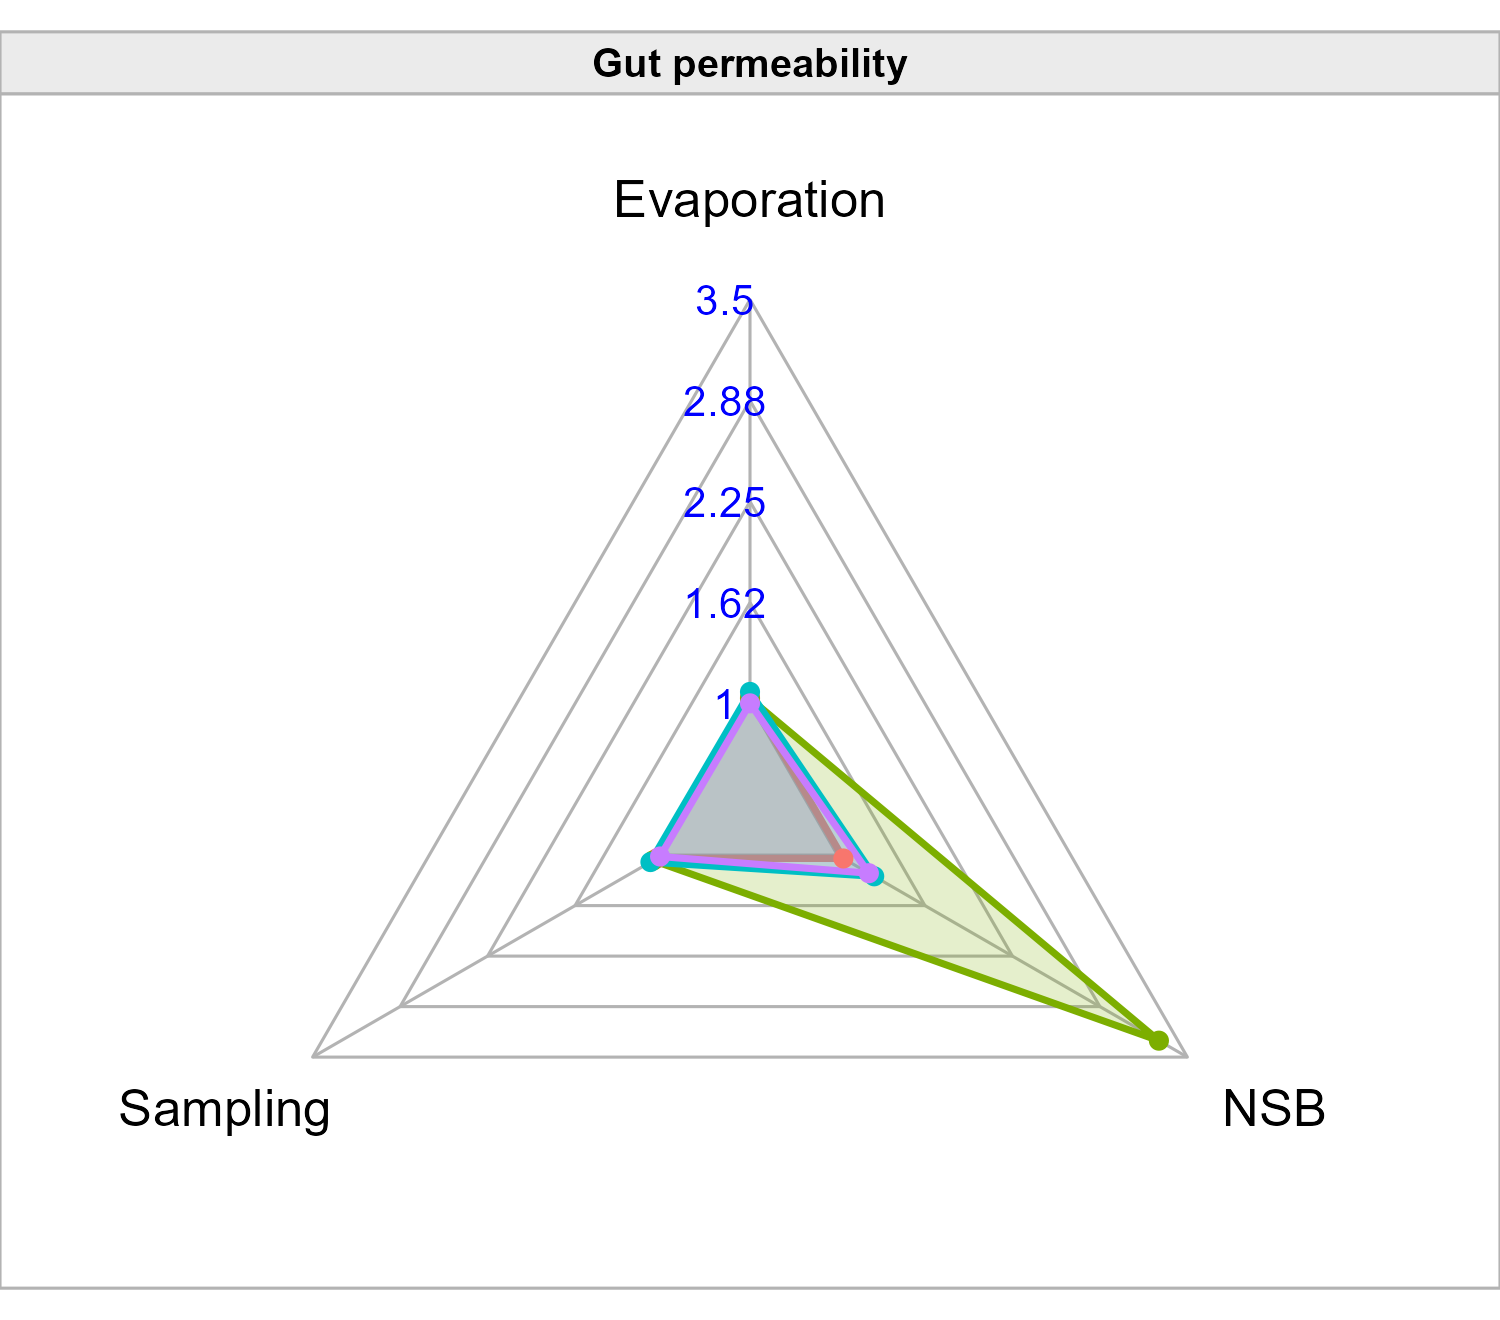 Gut permeability
Evaporation
3.5
2.88
2.25
1.62
1
Sampling
NSB